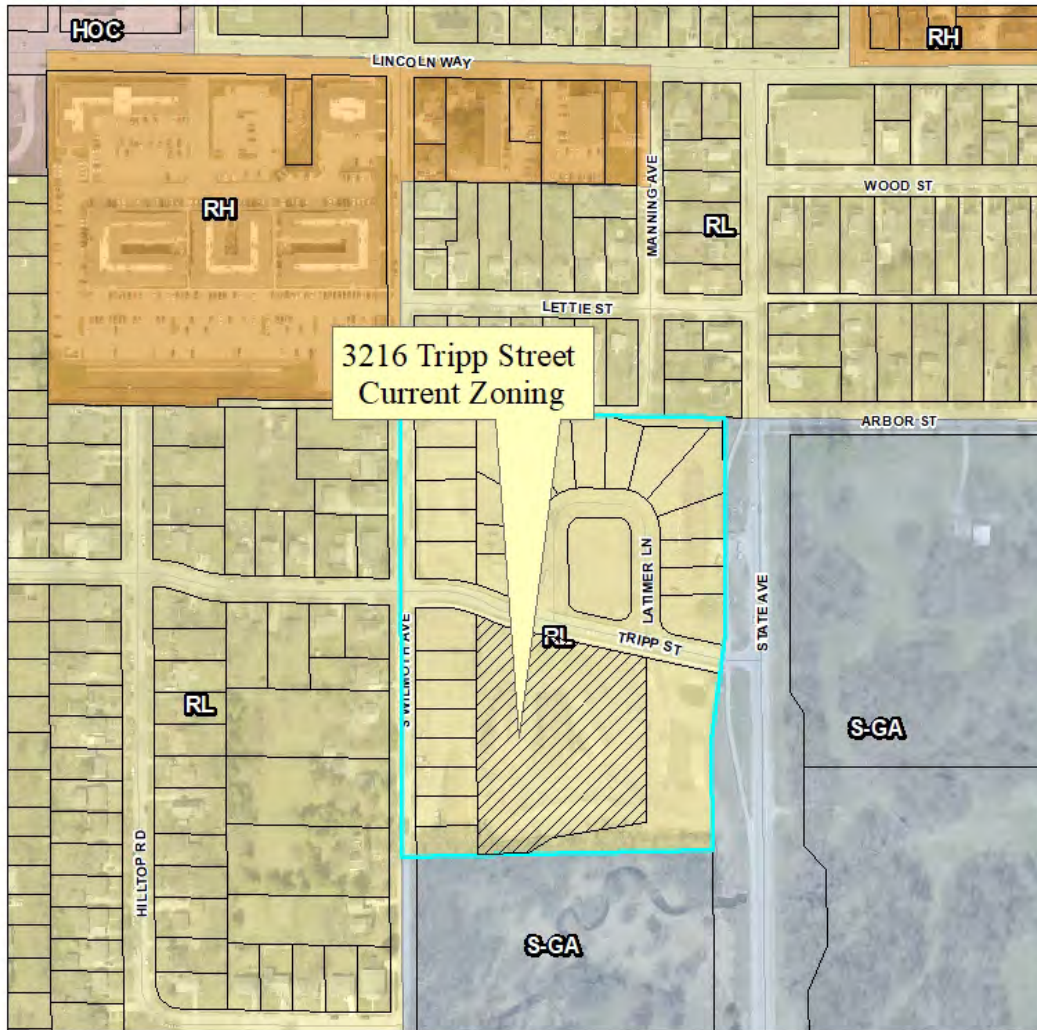 HOC
RH
LINCOLN WAY
WOOD ST
RH
MANNING AVE
RL
LETTIE ST
3216 Tripp Street
Current Zoning
ARBOR ST
LATIMER LN
STATE AVE
RL
TRIPP ST
S WILMOTH AVE
RL
S-GA
HILLTOP RD
S-GA